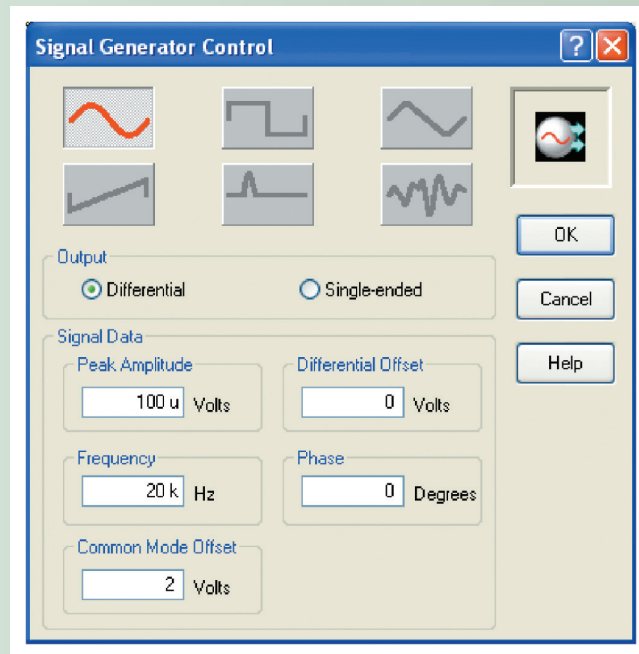 Signal Generator Control
Output
Differential
Single-ended
OK
Cancel
Help
Signal Data
Peak Amplitude
100 u Volts
Differential Offset
0 Volts
Frequency
20 k Hz
Phase
0 Degrees
Common Mode Offset
2 Volts